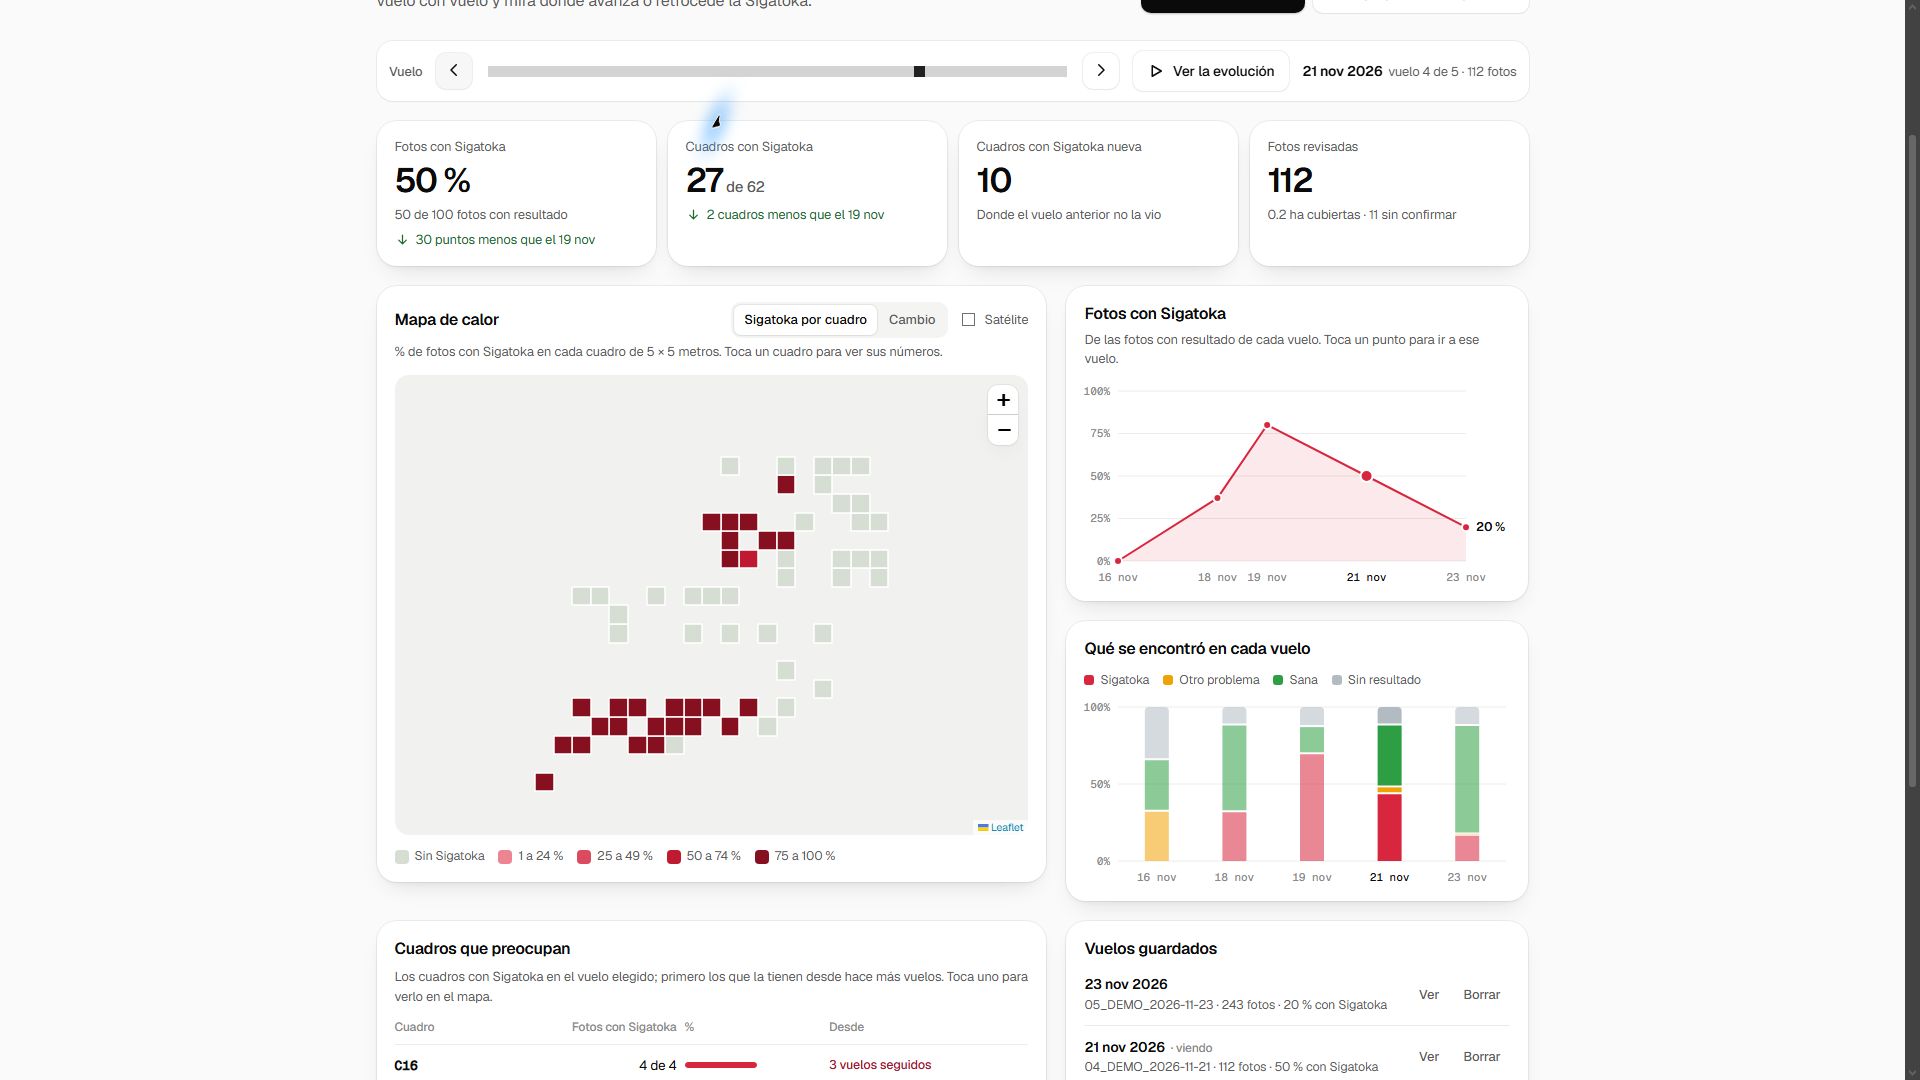 vuelo con vuelo y mira dónde avanza o retrocede la Sigatoka.
Vuelo
Ver la evolución
21 nov 2026 vuelo 4 de 5 · 112 fotos
Fotos con Sigatoka
50 %
50 de 100 fotos con resultado
↓ 30 puntos menos que el 19 nov
Cuadros con Sigatoka
27 de 62
↓ 2 cuadros menos que el 19 nov
Cuadros con Sigatoka nueva
10
Donde el vuelo anterior no la vio
Fotos revisadas
112
0.2 ha cubiertas · 11 sin confirmar
Mapa de calor
Sigatoka por cuadro
Cambio
Satélite
% de fotos con Sigatoka en cada cuadro de 5 × 5 metros. Toca un cuadro para ver sus números.
+
−
Leaflet
Sin Sigatoka
1 a 24 %
25 a 49 %
50 a 74 %
75 a 100 %
Fotos con Sigatoka
De las fotos con resultado de cada vuelo. Toca un punto para ir a ese
vuelo.
100%
75%
50%
25%
0%
20 %
16 nov
18 nov
19 nov
21 nov
23 nov
Qué se encontró en cada vuelo
Sigatoka
Otro problema
Sana
Sin resultado
100%
50%
0%
16 nov
18 nov
19 nov
21 nov
23 nov
Cuadros que preocupan
Los cuadros con Sigatoka en el vuelo elegido; primero los que la tienen desde hace más vuelos. Toca uno para
verlo en el mapa.
Cuadro
Fotos con Sigatoka
%
Desde
C16
4 de 4
3 vuelos seguidos
Vuelos guardados
23 nov 2026
05_DEMO_2026-11-23 · 243 fotos · 20 % con Sigatoka
Ver
Borrar
21 nov 2026 · viendo
04_DEMO_2026-11-21 · 112 fotos · 50 % con Sigatoka
Ver
Borrar